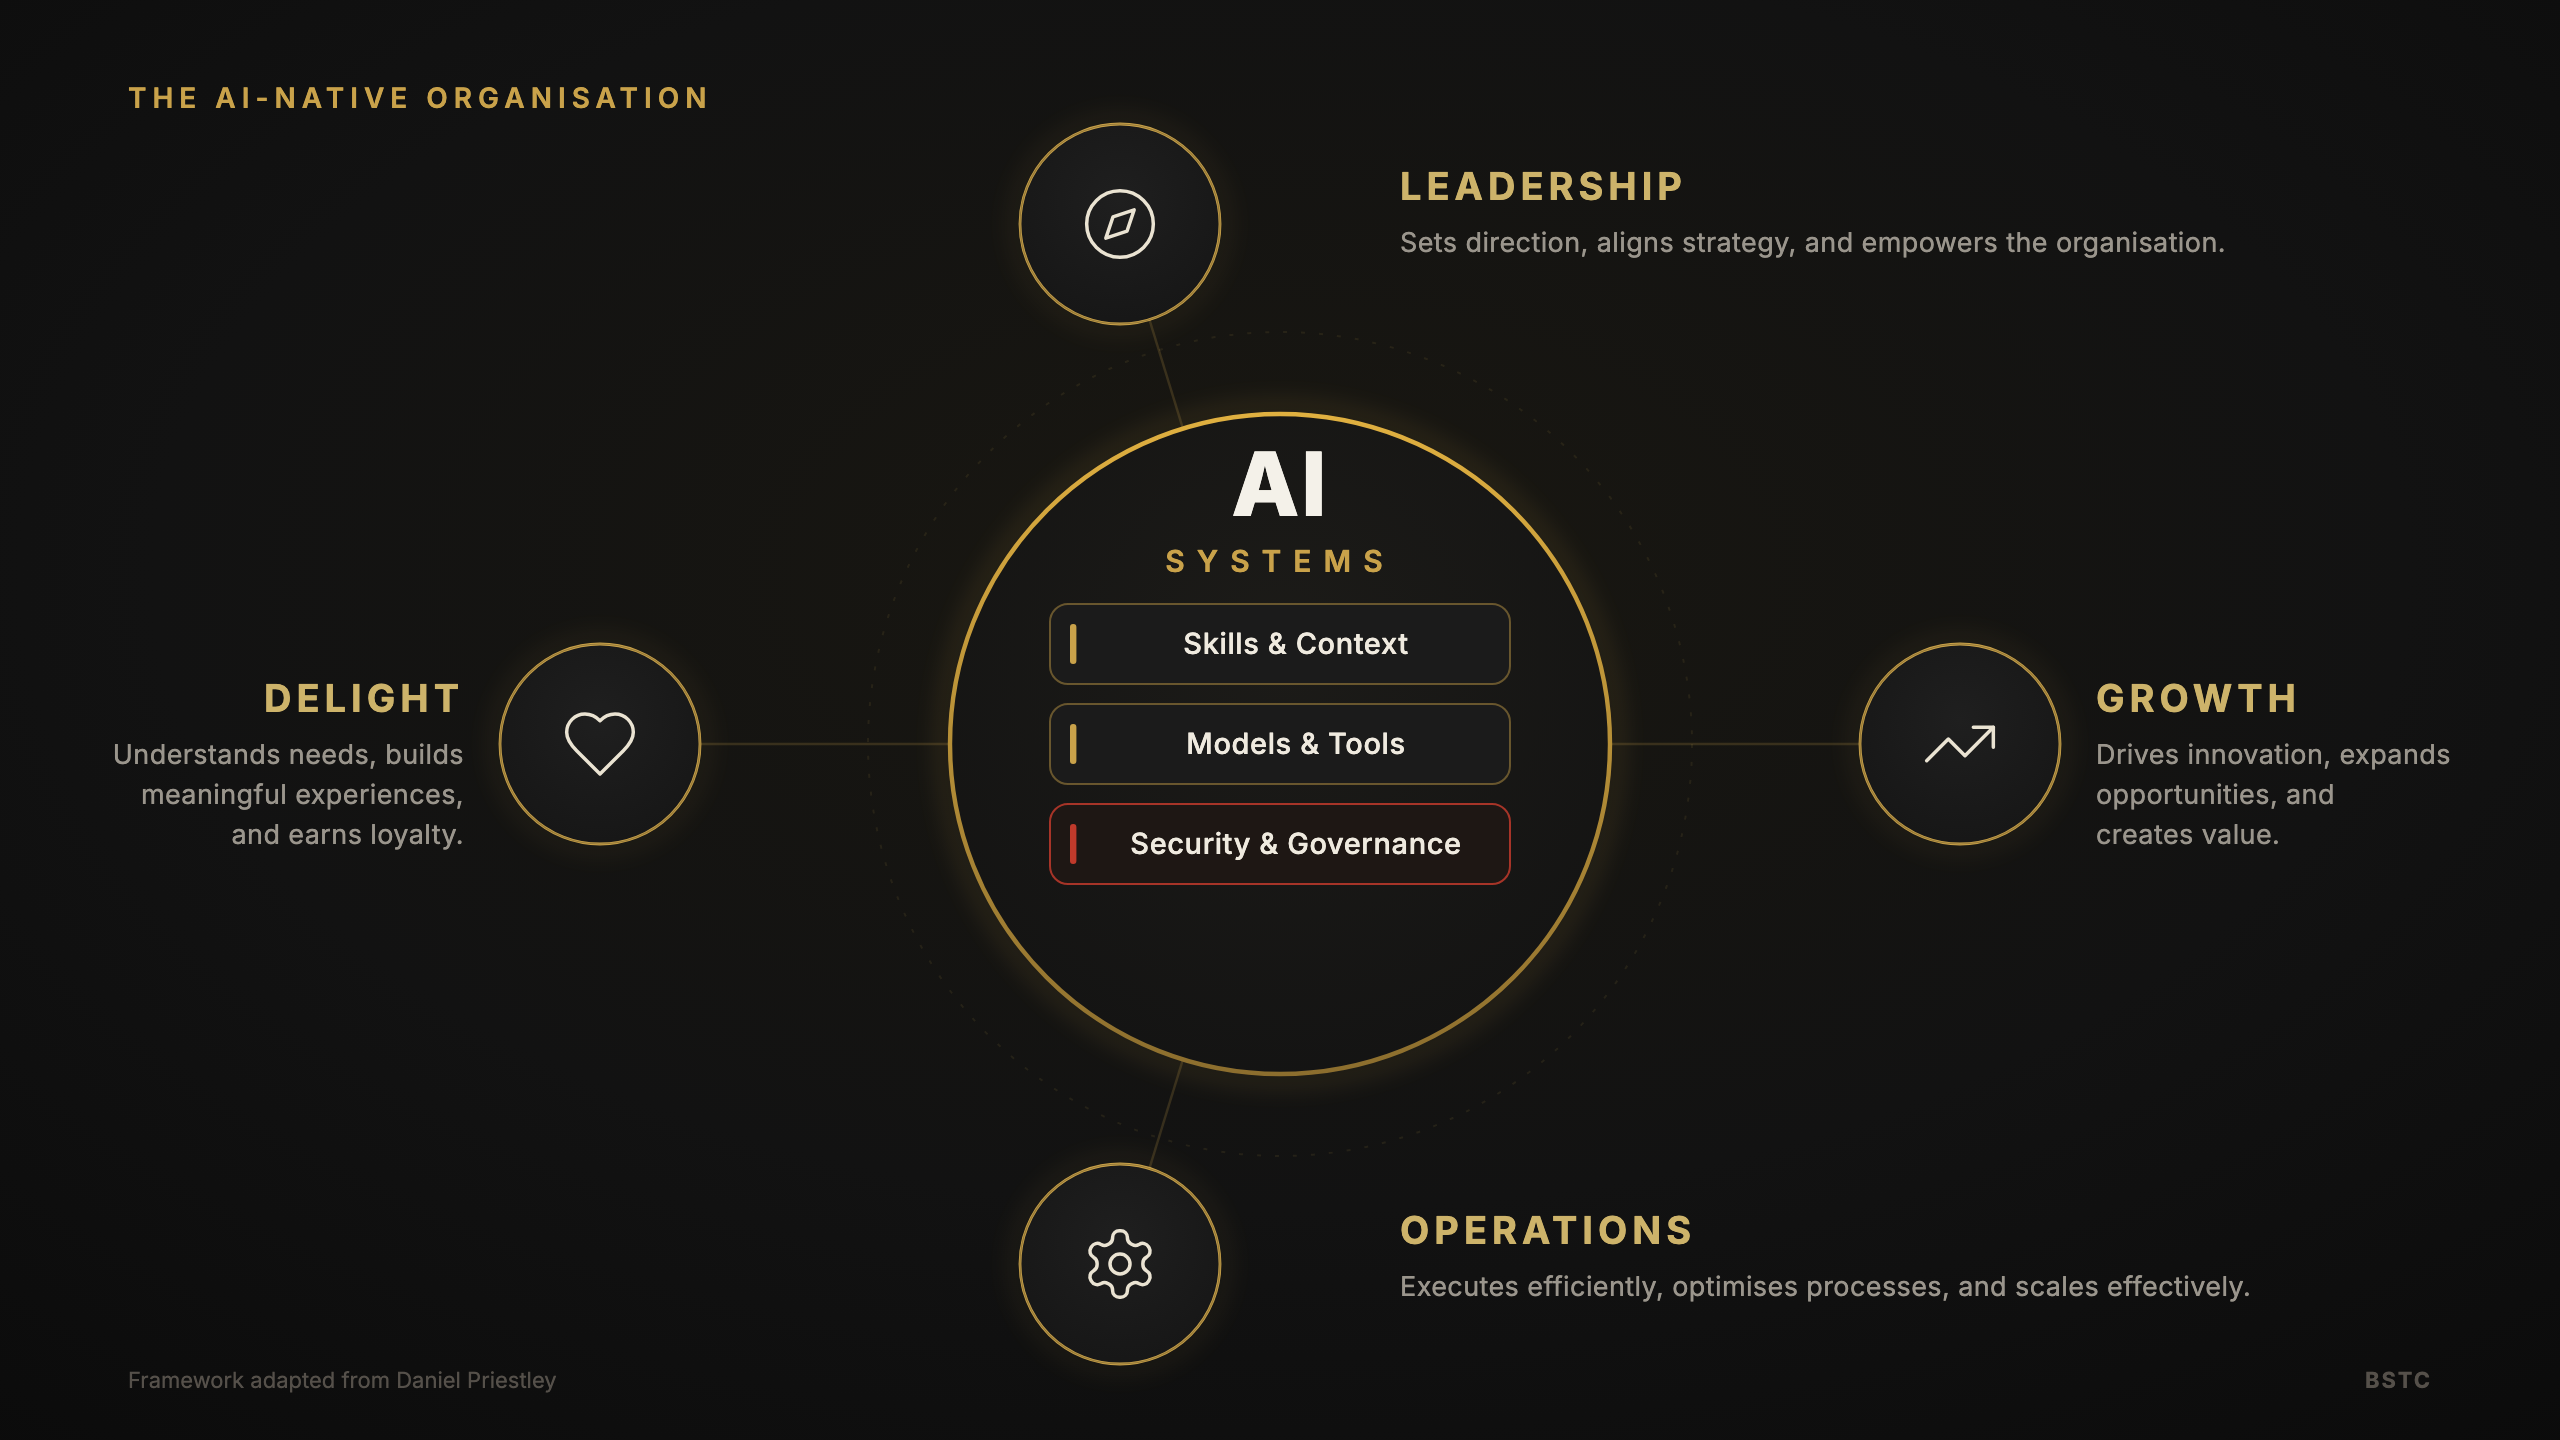 THE AI-NATIVE ORGANISATION
LEADERSHIP
Sets direction, aligns strategy, and empowers the organisation.
AI
SYSTEMS
Skills & Context
Models & Tools
Security & Governance
DELIGHT
Understands needs, builds
meaningful experiences,
and earns loyalty.
GROWTH
Drives innovation, expands
opportunities, and
creates value.
OPERATIONS
Executes efficiently, optimises processes, and scales effectively.
Framework adapted from Daniel Priestley
BSTC